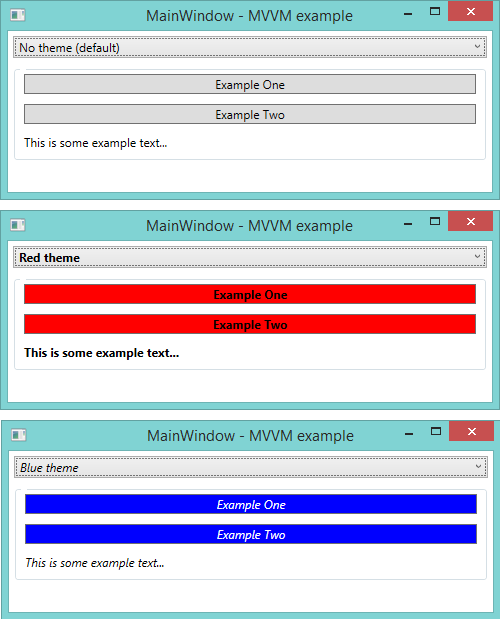 MainWindow - MVVM example
No theme (default)
Example One
Example Two
This is some example text...
MainWindow - MVVM example
Red theme
Example One
Example Two
This is some example text...
MainWindow - MVVM example
Blue theme
Example One
Example Two
This is some example text...